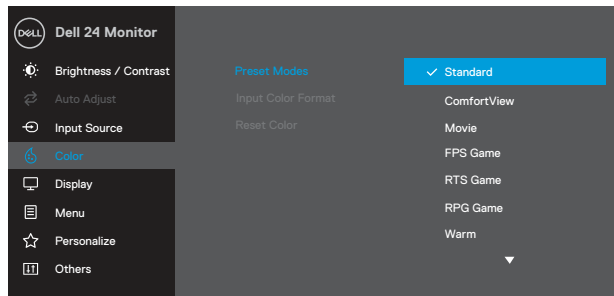 DELL
Dell 24 Monitor
Brightness / Contrast
Auto Adjust
Input Source
Color
Display
Menu
Personalize
Others
Preset Modes
Input Color Format
Reset Color
Standard
ComfortView
Movie
FPS Game
RTS Game
RPG Game
Warm